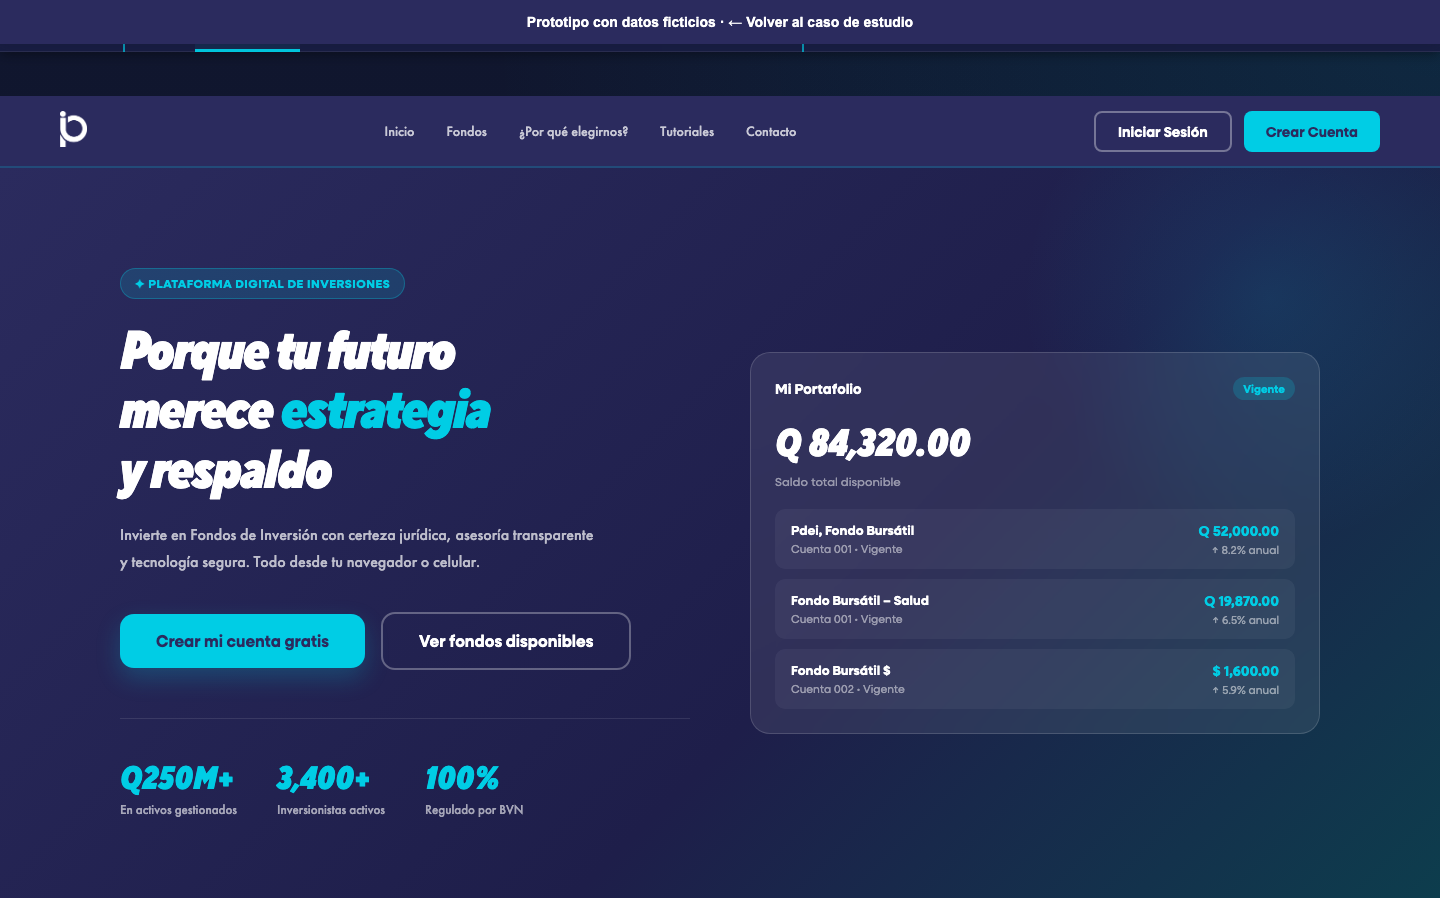 Prototipo con datos ficticios · ← Volver al caso de estudio
Inicio
Fondos
¿Por qué elegirnos?
Tutoriales
Contacto
Iniciar Sesión
Crear Cuenta
✦ PLATAFORMA DIGITAL DE INVERSIONES
Porque tu futuro
merece estrategia
y respaldo
Invierte en Fondos de Inversión con certeza jurídica, asesoría transparente
y tecnología segura. Todo desde tu navegador o celular.
Crear mi cuenta gratis
Ver fondos disponibles
Q250M+
En activos gestionados
3,400+
Inversionistas activos
100%
Regulado por BVN
Mi Portafolio
Vigente
Q 84,320.00
Saldo total disponible
Pdei, Fondo Bursátil
Q 52,000.00
Cuenta 001 • Vigente
↑ 8.2% anual
Fondo Bursátil – Salud
Q 19,870.00
Cuenta 001 • Vigente
↑ 6.5% anual
Fondo Bursátil $
$ 1,600.00
Cuenta 002 • Vigente
↑ 5.9% anual